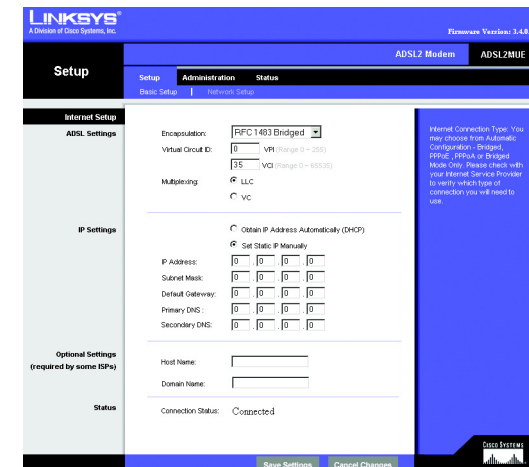 LINKSYS®
A Division of Cisco Systems, Inc.
Firmware Version: 3.4.0
ADSL2 Modem
ADSL2MUE
Setup
Setup
Administration
Status
Basic Setup | Network Setup
Internet Setup
ADSL Settings
Encapsulation: RFC 1483 Bridged
Virtual Circuit ID: 0 VPI (Range 0 ~ 255)
35 VCI (Range 0 ~ 65535)
Multiplexing: LLC
VC
IP Settings
Obtain IP Address Automatically (DHCP)
Set Static IP Manually
IP Address: 0 . 0 . 0 . 0
Subnet Mask: 0 . 0 . 0 . 0
Default Gateway: 0 . 0 . 0 . 0
Primary DNS : 0 . 0 . 0 . 0
Secondary DNS: 0 . 0 . 0 . 0
Optional Settings
(required by some ISPs)
Host Name:
Domain Name:
Status
Connection Status: Connected
Save Settings
Cancel Changes
Internet Connection Type: You
may choose from Automatic
Configuration - Bridged,
PPPoE , PPPoA or Bridged
Mode Only. Please check with
your Internet Service Provider
to verify which type of
connection you will need to
use.
CISCO SYSTEMS